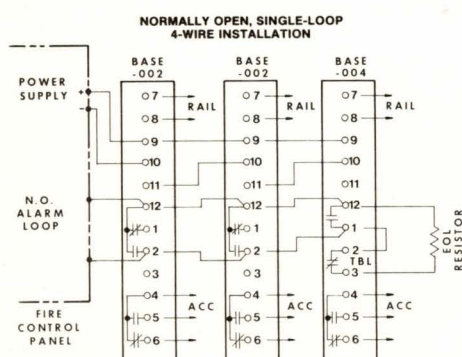 NORMALLY OPEN, SINGLE-LOOP
4-WIRE INSTALLATION
BASE
-002
BASE
-002
BASE
-004
POWER
SUPPLY
+
−
N.O.
ALARM
LOOP
FIRE
CONTROL
PANEL
7
8
RAIL
9
10
11
12
1
2
3
4
5
ACC
6
7
8
RAIL
9
10
11
12
1
2
3
4
5
ACC
6
7
8
RAIL
9
10
11
12
1
2
TBL
3
4
5
ACC
6
EOL
RESISTOR